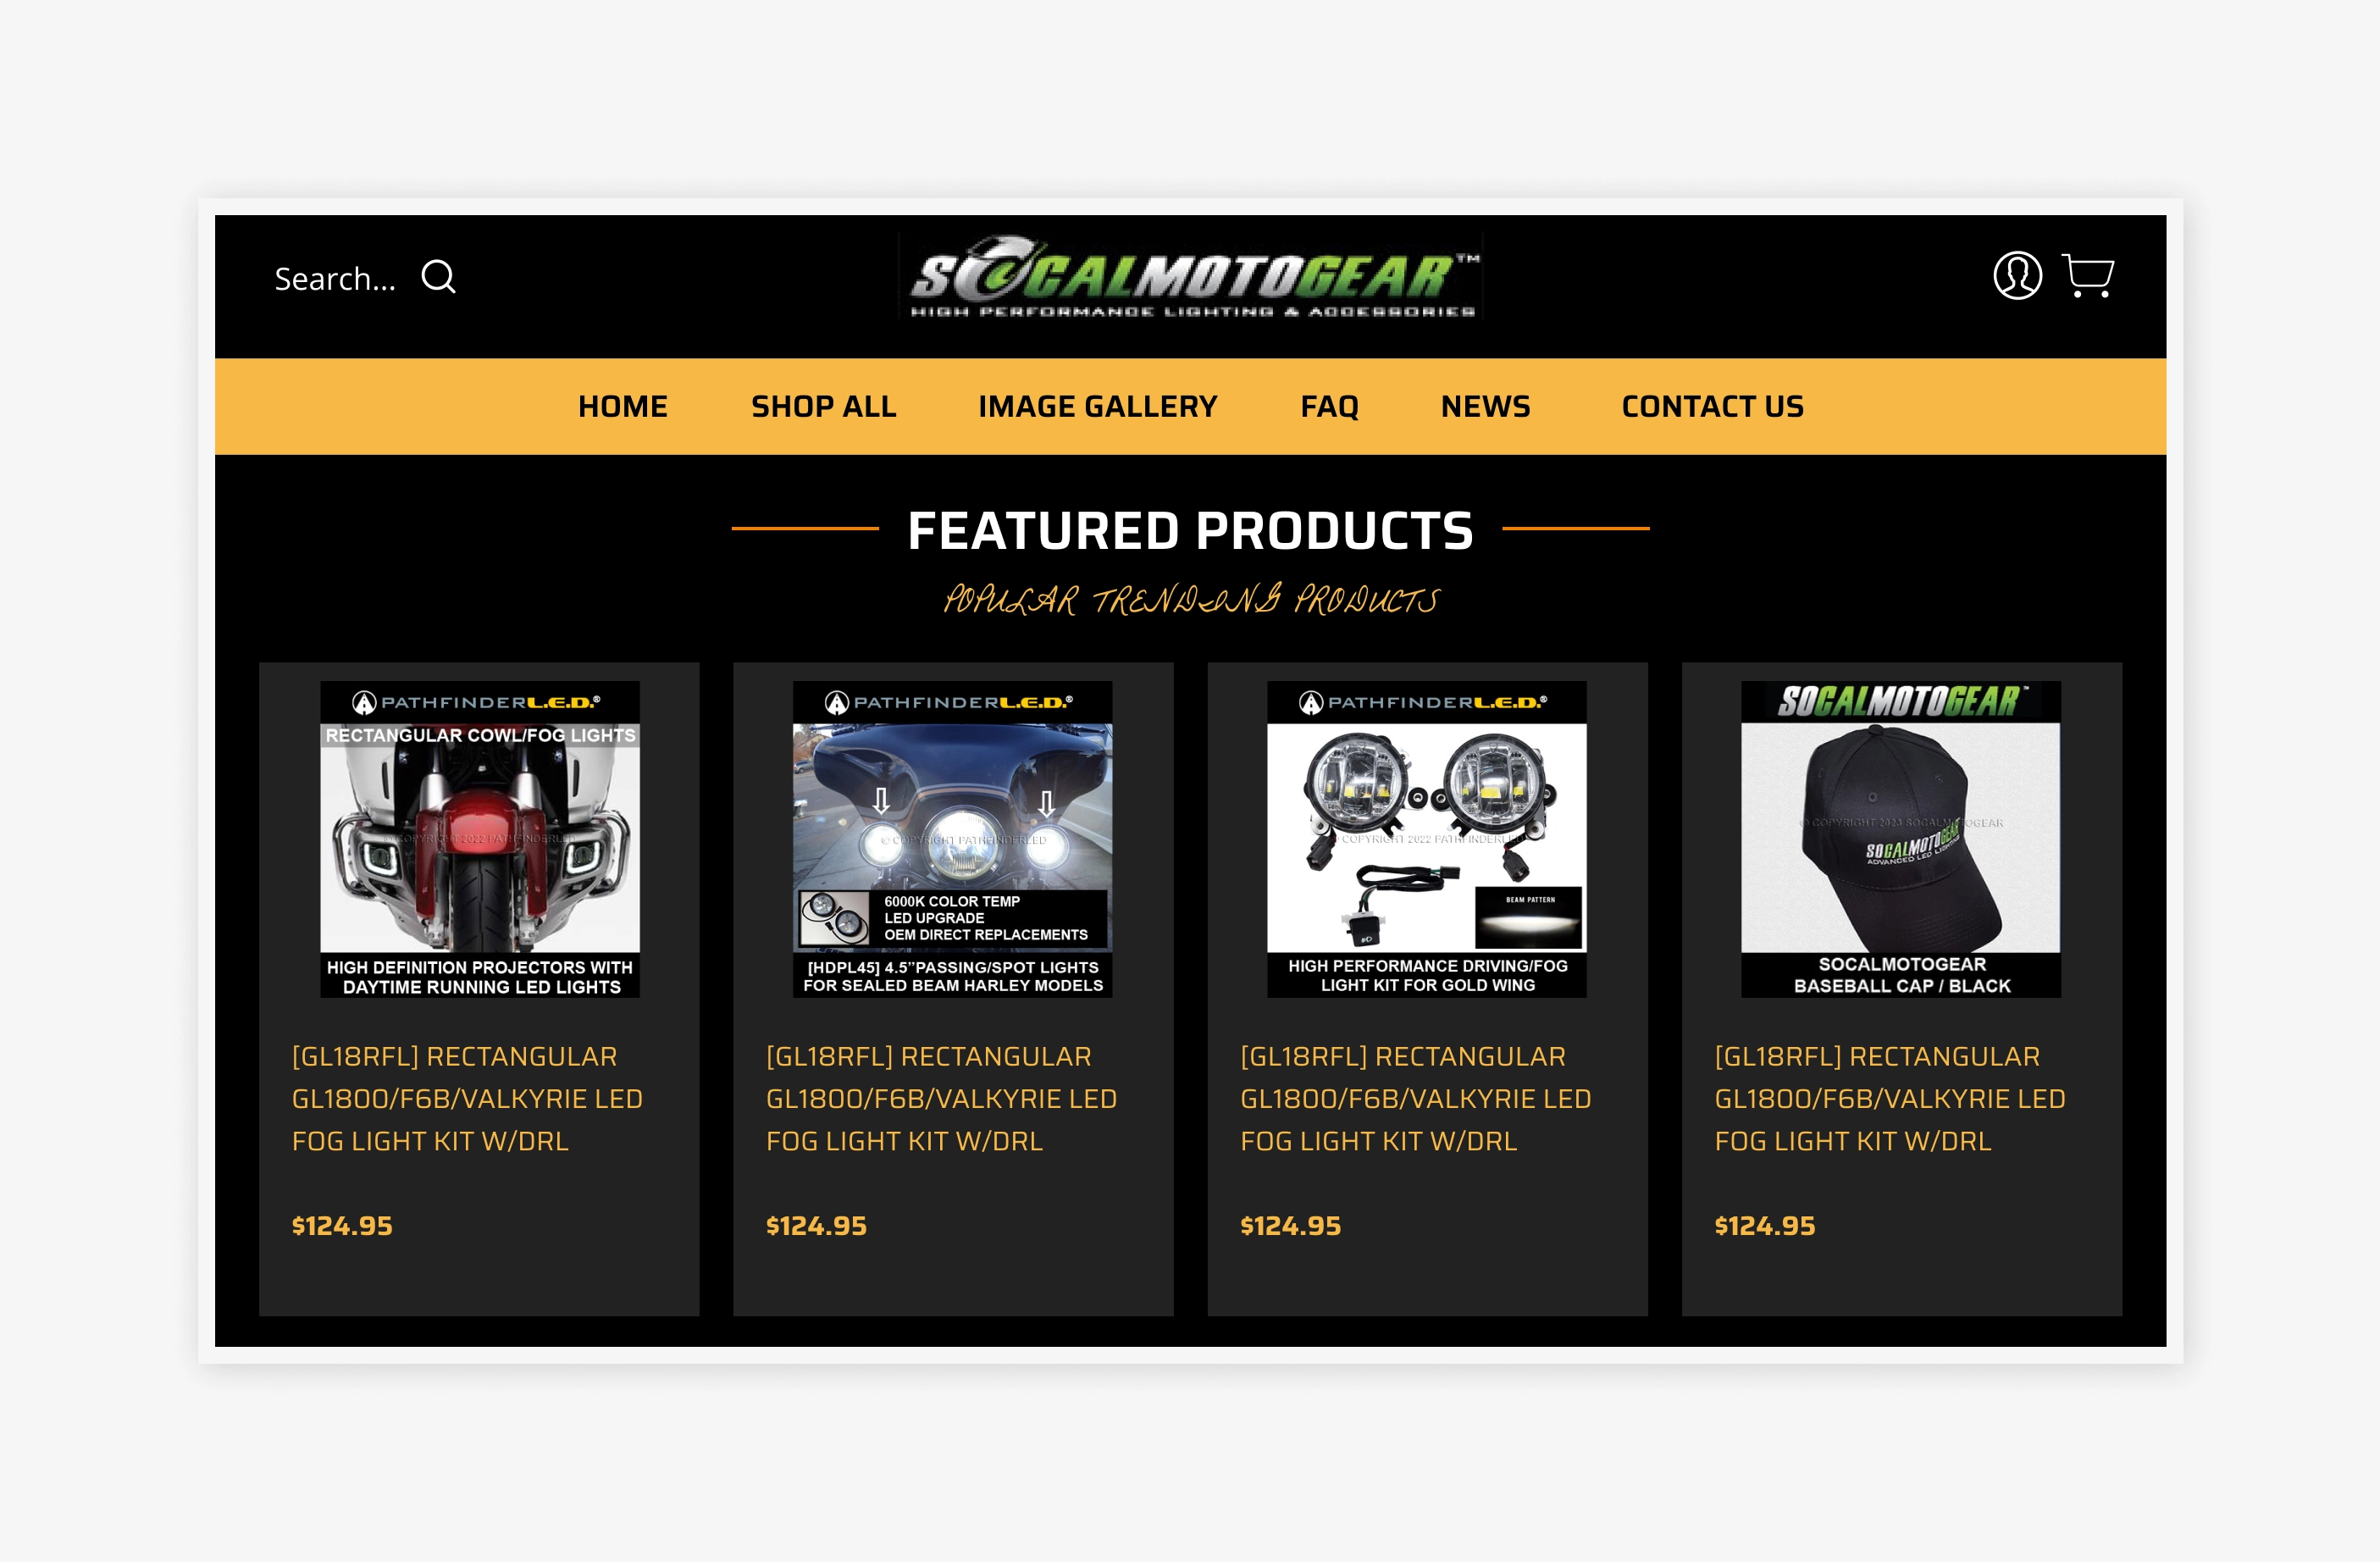 Search...
SOCALMOTOGEAR™
HIGH PERFORMANCE LIGHTING & ACCESSORIES
HOME SHOP ALL IMAGE GALLERY FAQ NEWS CONTACT US
FEATURED PRODUCTS
POPULAR TRENDING PRODUCTS
PATHFINDERL.E.D.®
RECTANGULAR COWL/FOG LIGHTS
© COPYRIGHT 2022 PATHFINDERLED
HIGH DEFINITION PROJECTORS WITH
DAYTIME RUNNING LED LIGHTS
[GL18RFL] RECTANGULAR
GL1800/F6B/VALKYRIE LED
FOG LIGHT KIT W/DRL
$124.95
PATHFINDERL.E.D.®
© COPYRIGHT PATHFINDERLED
6000K COLOR TEMP
LED UPGRADE
OEM DIRECT REPLACEMENTS
[HDPL45] 4.5”PASSING/SPOT LIGHTS
FOR SEALED BEAM HARLEY MODELS
[GL18RFL] RECTANGULAR
GL1800/F6B/VALKYRIE LED
FOG LIGHT KIT W/DRL
$124.95
PATHFINDERL.E.D.®
© COPYRIGHT 2022 PATHFINDERLED
BEAM PATTERN
HIGH PERFORMANCE DRIVING/FOG
LIGHT KIT FOR GOLD WING
[GL18RFL] RECTANGULAR
GL1800/F6B/VALKYRIE LED
FOG LIGHT KIT W/DRL
$124.95
SOCALMOTOGEAR™
© COPYRIGHT 2023 SOCALMOTOGEAR
SOCALMOTOGEAR
ADVANCED LED LIGHTING
SOCALMOTOGEAR
BASEBALL CAP / BLACK
[GL18RFL] RECTANGULAR
GL1800/F6B/VALKYRIE LED
FOG LIGHT KIT W/DRL
$124.95